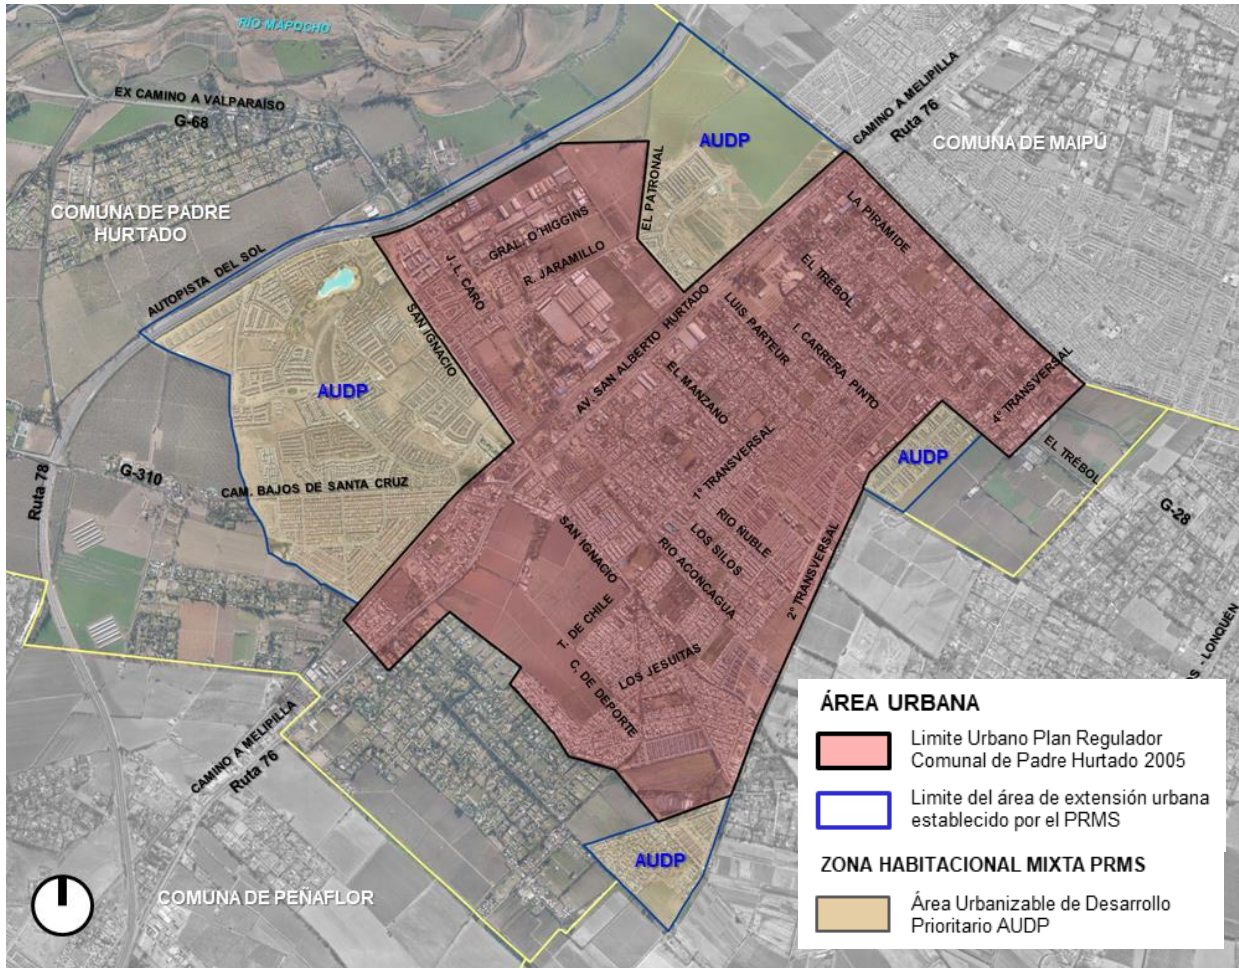 RÍO MAPOCHO
EX CAMINO A VALPARAÍSO
G-68
CAMINO A MELIPILLA
Ruta 76
COMUNA DE MAIPÚ
AUDP
EL PATRONAL
COMUNA DE PADRE
HURTADO
GRAL. O'HIGGINS
LA PIRAMIDE
J. L. CARO
R. JARAMILLO
AUTOPISTA DEL SOL
EL TRÉBOL
SAN IGNACIO
AV. SAN ALBERTO HURTADO
LUIS PARTEUR
I. CARRERA PINTO
AUDP
EL MANZANO
4° TRANSVERSAL
EL TRÉBOL
AUDP
1° TRANSVERSAL
G-310
CAM. BAJOS DE SANTA CRUZ
Ruta 78
G-28
SAN IGNACIO
RIO ÑUBLE
LOS SILOS
RIO ACONCAGUA
2° TRANSVERSAL
T. DE CHILE
LOS JESUITAS
C. DE DEPORTE
OS - LONQUÉN
CAMINO A MELIPILLA
Ruta 76
AUDP
COMUNA DE PEÑAFLOR
ÁREA URBANA
Limite Urbano Plan Regulador
Comunal de Padre Hurtado 2005
Limite del área de extensión urbana
establecido por el PRMS
ZONA HABITACIONAL MIXTA PRMS
Área Urbanizable de Desarrollo
Prioritario AUDP